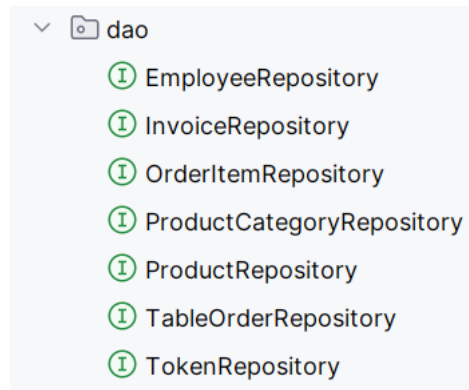 dao
EmployeeRepository
InvoiceRepository
OrderItemRepository
ProductCategoryRepository
ProductRepository
TableOrderRepository
TokenRepository